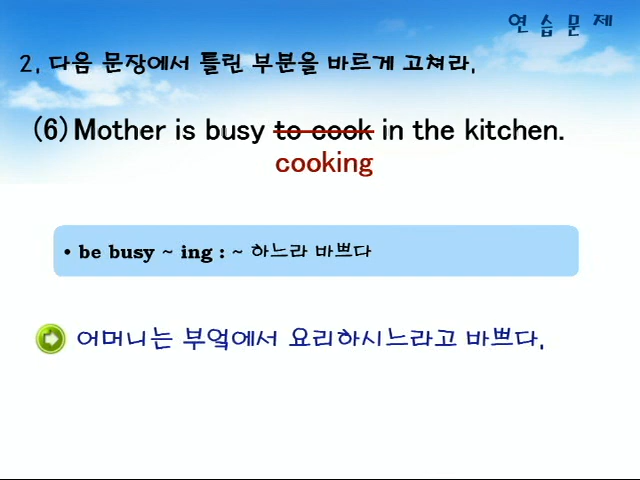 연 습 문 제
2. 다음 문장에서 틀린 부분을 바르게 고쳐라.
(6) Mother is busy to cook in the kitchen.
cooking
• be busy ~ ing : ~ 하느라 바쁘다
어머니는 부엌에서 요리하시느라고 바쁘다.